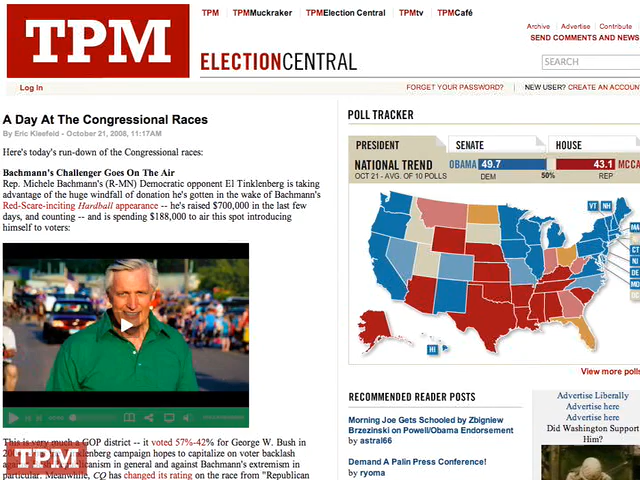 TPM
TPM TPMMuckraker TPMElection Central TPMtv TPMCafé
Archive Advertise Contribute
SEND COMMENTS AND NEWS
ELECTIONCENTRAL
SEARCH
Log In
FORGET YOUR PASSWORD?
NEW USER? CREATE AN ACCOUN
A Day At The Congressional Races
By Eric Kleefeld - October 21, 2008, 11:17AM
Here's today's run-down of the Congressional races:
Bachmann's Challenger Goes On The Air
Rep. Michele Bachmann's (R-MN) Democratic opponent El Tinklenberg is taking
advantage of the huge windfall of donation he's gotten in the wake of Bachmann's
Red-Scare-inciting Hardball appearance -- he's raised $700,000 in the last few
days, and counting -- and is spending $188,000 to air this spot introducing
himself to voters:
This is very much a GOP district -- it voted 57%-42% for George W. Bush in
TPM
enberg campaign hopes to capitalize on voter backlash
icanism in general and against Bachmann's extremism in
particular. Meanwhile, CQ has changed its rating on the race from "Republican
POLL TRACKER
PRESIDENT SENATE HOUSE
NATIONAL TREND OBAMA 49.7 43.1 MCCA
OCT 21 - AVG. OF 10 POLLS DEM 50% REP
VT NH
MA
CT
NJ
DE
MD
DC
HI
View more polls
RECOMMENDED READER POSTS
Morning Joe Gets Schooled by Zbigniew
Brzezinski on Powell/Obama Endorsement
by astral66
Demand A Palin Press Conference!
by ryoma
Advertise Liberally
Advertise here
Advertise here
Did Washington Support
Him?